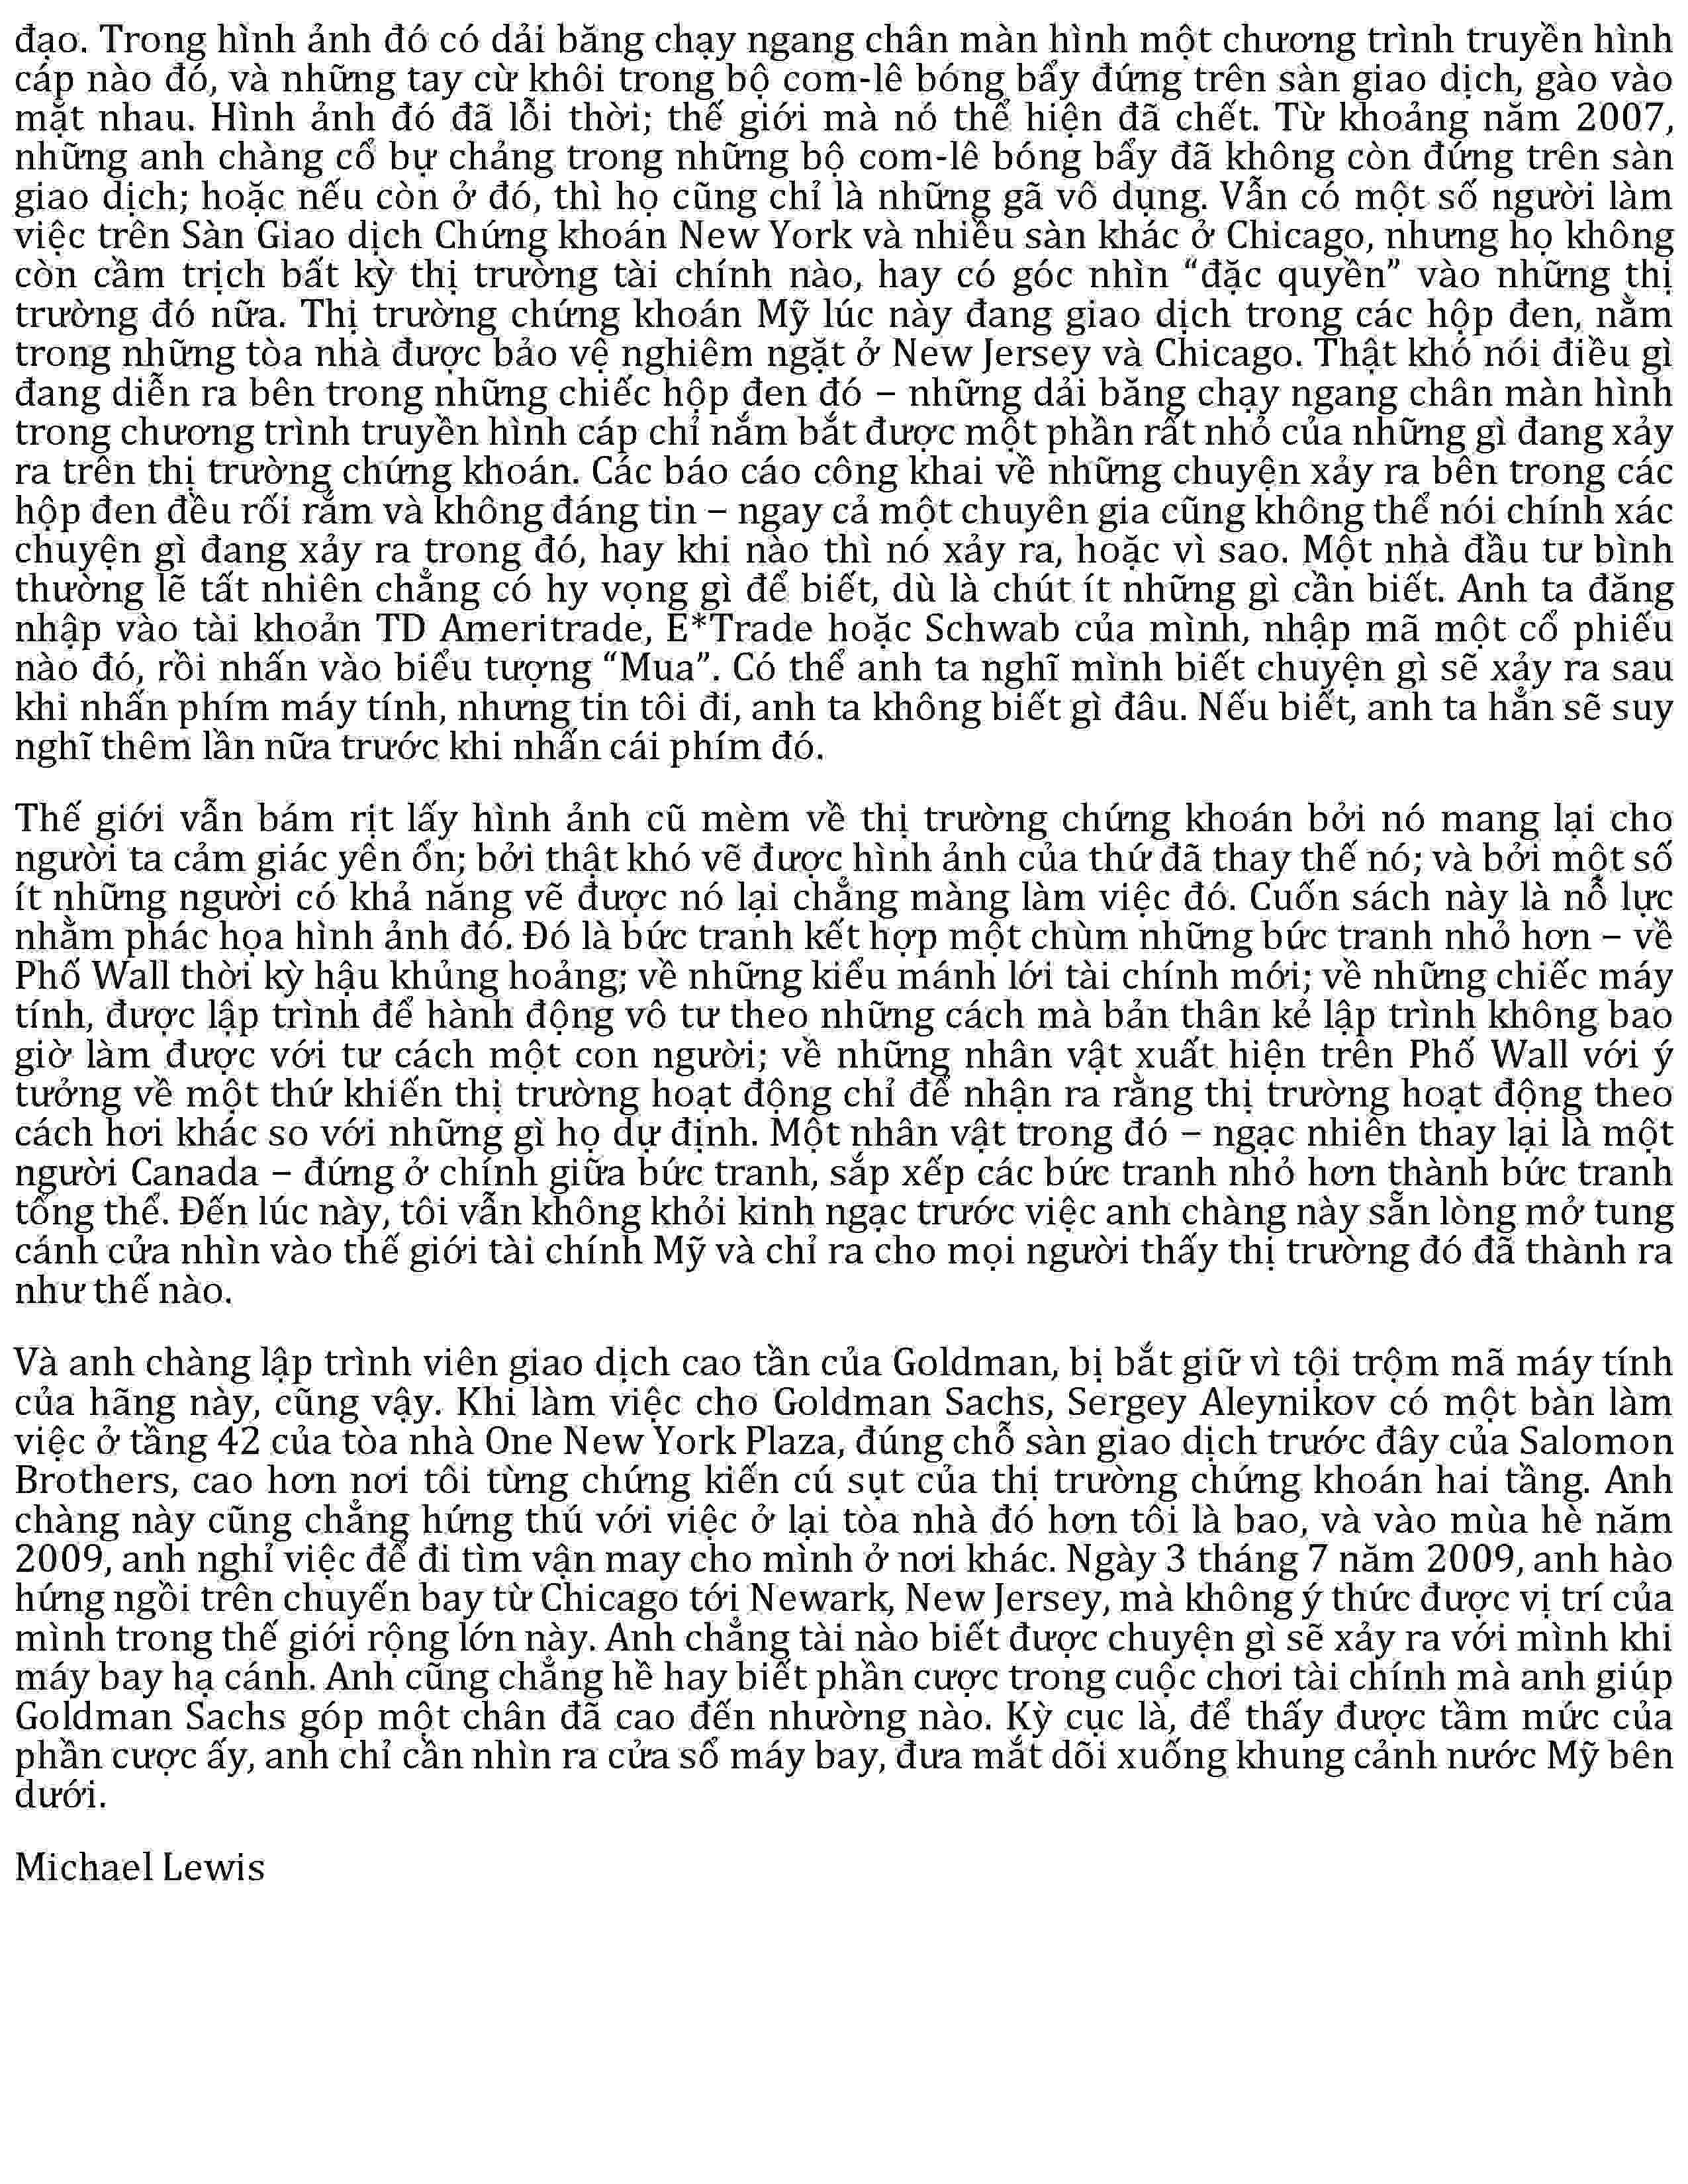 đạo. Trong hình ảnh đó có dải băng chạy ngang chân màn hình một chương trình truyền hình
cáp nào đó, và những tay cừ khôi trong bộ com-lê bóng bẩy đứng trên sàn giao dịch, gào vào
mặt nhau. Hình ảnh đó đã lỗi thời; thế giới mà nó thể hiện đã chết. Từ khoảng năm 2007,
những anh chàng cổ bự chảng trong những bộ com-lê bóng bẩy đã không còn đứng trên sàn
giao dịch; hoặc nếu còn ở đó, thì họ cũng chỉ là những gã vô dụng. Vẫn có một số người làm
việc trên Sàn Giao dịch Chứng khoán New York và nhiều sàn khác ở Chicago, nhưng họ không
còn cầm trịch bất kỳ thị trường tài chính nào, hay có góc nhìn “đặc quyền” vào những thị
trường đó nữa. Thị trường chứng khoán Mỹ lúc này đang giao dịch trong các hộp đen, nằm
trong những tòa nhà được bảo vệ nghiêm ngặt ở New Jersey và Chicago. Thật khó nói điều gì
đang diễn ra bên trong những chiếc hộp đen đó – những dải băng chạy ngang chân màn hình
trong chương trình truyền hình cáp chỉ nắm bắt được một phần rất nhỏ của những gì đang xảy
ra trên thị trường chứng khoán. Các báo cáo công khai về những chuyện xảy ra bên trong các
hộp đen đều rối rắm và không đáng tin – ngay cả một chuyên gia cũng không thể nói chính xác
chuyện gì đang xảy ra trong đó, hay khi nào thì nó xảy ra, hoặc vì sao. Một nhà đầu tư bình
thường lẽ tất nhiên chẳng có hy vọng gì để biết, dù là chút ít những gì cần biết. Anh ta đăng
nhập vào tài khoản TD Ameritrade, E*Trade hoặc Schwab của mình, nhập mã một cổ phiếu
nào đó, rồi nhấn vào biểu tượng “Mua”. Có thể anh ta nghĩ mình biết chuyện gì sẽ xảy ra sau
khi nhấn phím máy tính, nhưng tin tôi đi, anh ta không biết gì đâu. Nếu biết, anh ta hẳn sẽ suy
nghĩ thêm lần nữa trước khi nhấn cái phím đó.
Thế giới vẫn bám rịt lấy hình ảnh cũ mèm về thị trường chứng khoán bởi nó mang lại cho
người ta cảm giác yên ổn; bởi thật khó vẽ được hình ảnh của thứ đã thay thế nó; và bởi một số
ít những người có khả năng vẽ được nó lại chẳng màng làm việc đó. Cuốn sách này là nỗ lực
nhằm phác họa hình ảnh đó. Đó là bức tranh kết hợp một chùm những bức tranh nhỏ hơn – về
Phố Wall thời kỳ hậu khủng hoảng; về những kiểu mánh lới tài chính mới; về những chiếc máy
tính, được lập trình để hành động vô tư theo những cách mà bản thân kẻ lập trình không bao
giờ làm được với tư cách một con người; về những nhân vật xuất hiện trên Phố Wall với ý
tưởng về một thứ khiến thị trường hoạt động chỉ để nhận ra rằng thị trường hoạt động theo
cách hơi khác so với những gì họ dự định. Một nhân vật trong đó – ngạc nhiên thay lại là một
người Canada – đứng ở chính giữa bức tranh, sắp xếp các bức tranh nhỏ hơn thành bức tranh
tổng thể. Đến lúc này, tôi vẫn không khỏi kinh ngạc trước việc anh chàng này sẵn lòng mở tung
cánh cửa nhìn vào thế giới tài chính Mỹ và chỉ ra cho mọi người thấy thị trường đó đã thành ra
như thế nào.
Và anh chàng lập trình viên giao dịch cao tần của Goldman, bị bắt giữ vì tội trộm mã máy tính
của hãng này, cũng vậy. Khi làm việc cho Goldman Sachs, Sergey Aleynikov có một bàn làm
việc ở tầng 42 của tòa nhà One New York Plaza, đúng chỗ sàn giao dịch trước đây của Salomon
Brothers, cao hơn nơi tôi từng chứng kiến cú sụt của thị trường chứng khoán hai tầng. Anh
chàng này cũng chẳng hứng thú với việc ở lại tòa nhà đó hơn tôi là bao, và vào mùa hè năm
2009, anh nghỉ việc để đi tìm vận may cho mình ở nơi khác. Ngày 3 tháng 7 năm 2009, anh hào
hứng ngồi trên chuyến bay từ Chicago tới Newark, New Jersey, mà không ý thức được vị trí của
mình trong thế giới rộng lớn này. Anh chẳng tài nào biết được chuyện gì sẽ xảy ra với mình khi
máy bay hạ cánh. Anh cũng chẳng hề hay biết phần cược trong cuộc chơi tài chính mà anh giúp
Goldman Sachs góp một chân đã cao đến nhường nào. Kỳ cục là, để thấy được tầm mức của
phần cược ấy, anh chỉ cần nhìn ra cửa sổ máy bay, đưa mắt dõi xuống khung cảnh nước Mỹ bên
dưới.
Michael Lewis